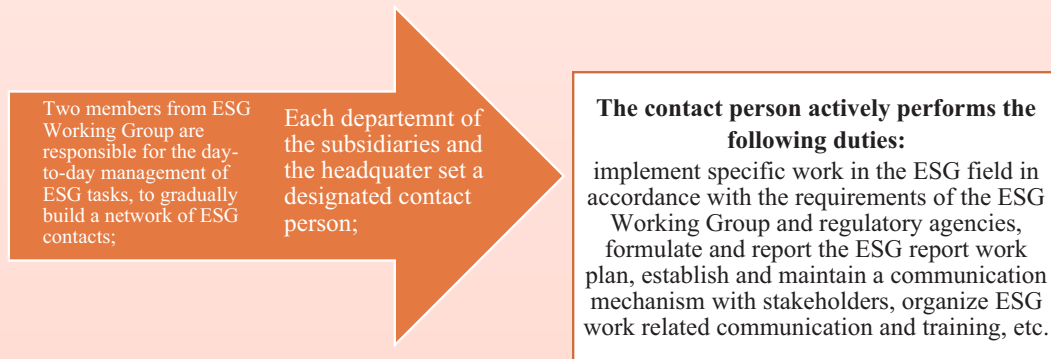 Two members from ESG
Working Group are
responsible for the day-
to-day management of
ESG tasks, to gradually
build a network of ESG
contacts;
Each departemnt of
the subsidiaries and
the headquater set a
designated contact
person;
The contact person actively performs the
following duties:
implement specific work in the ESG field in
accordance with the requirements of the ESG
Working Group and regulatory agencies,
formulate and report the ESG report work
plan, establish and maintain a communication
mechanism with stakeholders, organize ESG
work related communication and training, etc.